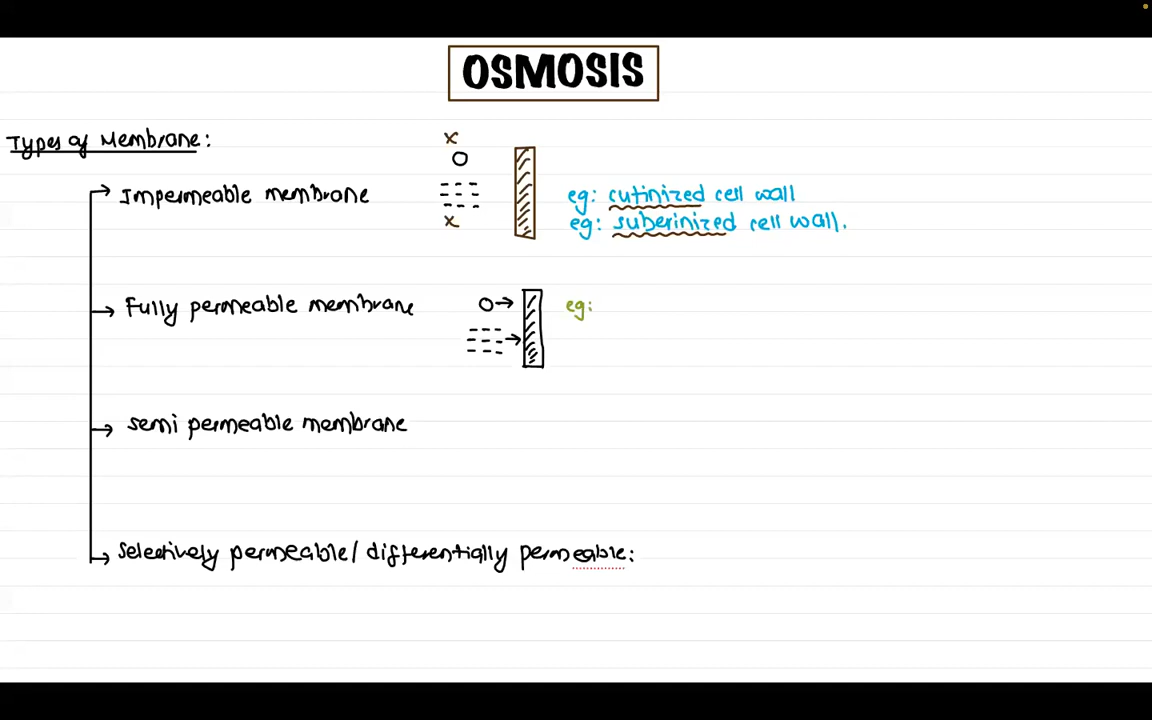 OSMOSIS
Types of Membrane:
Impermeable membrane
eg: cutinized cell wall
eg: suberinized cell wall.
Fully permeable membrane
eg:
semi permeable membrane
Selectively permeable/differentially permeable: